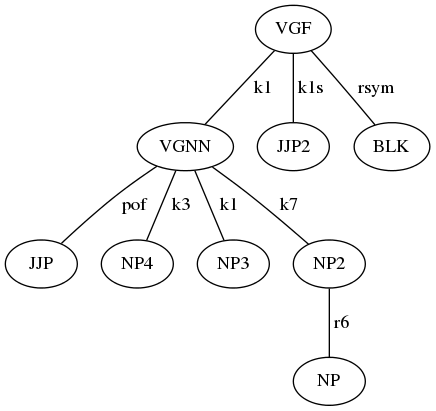 VGF
k1 k1s rsym
VGNN JJP2 BLK
pof k3 k1 k7
JJP NP4 NP3 NP2
r6
NP